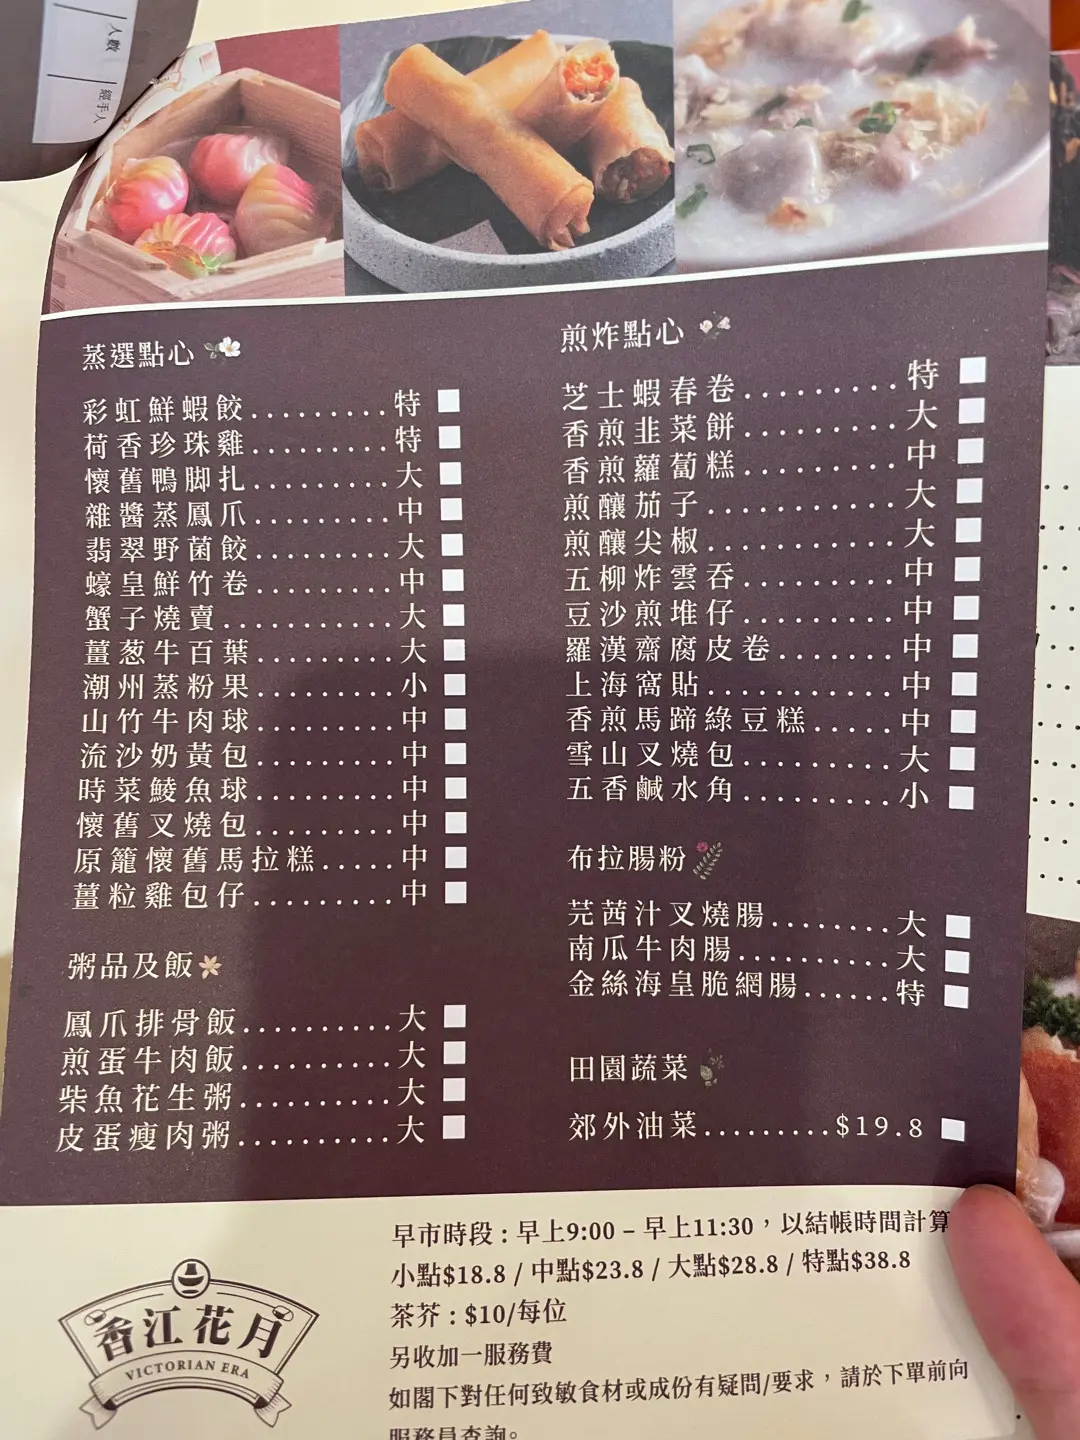 人數
經手人
蒸選點心
彩虹鮮蝦餃.........特
荷香珍珠雞.........特
懷舊鴨脚扎.........大
雜醬蒸鳳爪.........中
翡翠野菌餃.........大
蠔皇鮮竹卷.........中
蟹子燒賣...........大
薑葱牛百葉.........大
潮州蒸粉果.........小
山竹牛肉球.........中
流沙奶黃包.........中
時菜鯪魚球.........中
懷舊叉燒包.........中
原籠懷舊馬拉糕.....中
薑粒雞包仔.........中
粥品及飯
鳳爪排骨飯..........大
煎蛋牛肉飯..........大
柴魚花生粥..........大
皮蛋瘦肉粥..........大
煎炸點心
芝士蝦春卷.........特
香煎韭菜餅.........大
香煎蘿蔔糕.........中
煎釀茄子...........大
煎釀尖椒...........大
五柳炸雲吞.........中
豆沙煎堆仔.........中
羅漢齋腐皮卷.......中
上海窩貼...........中
香煎馬蹄綠豆糕.....中
雪山叉燒包.........大
五香鹹水角.........小
布拉腸粉
芫茜汁叉燒腸.......大
南瓜牛肉腸.........大
金絲海皇脆網腸......特
田園蔬菜
郊外油菜.........$19.8
早市時段：早上9:00 – 早上11:30，以結帳時間計算
小點$18.8 / 中點$23.8 / 大點$28.8 / 特點$38.8
茶芥：$10/每位
另收加一服務費
如閣下對任何致敏食材或成份有疑問/要求，請於下單前向
服務員查詢。
香江花月
VICTORIAN ERA